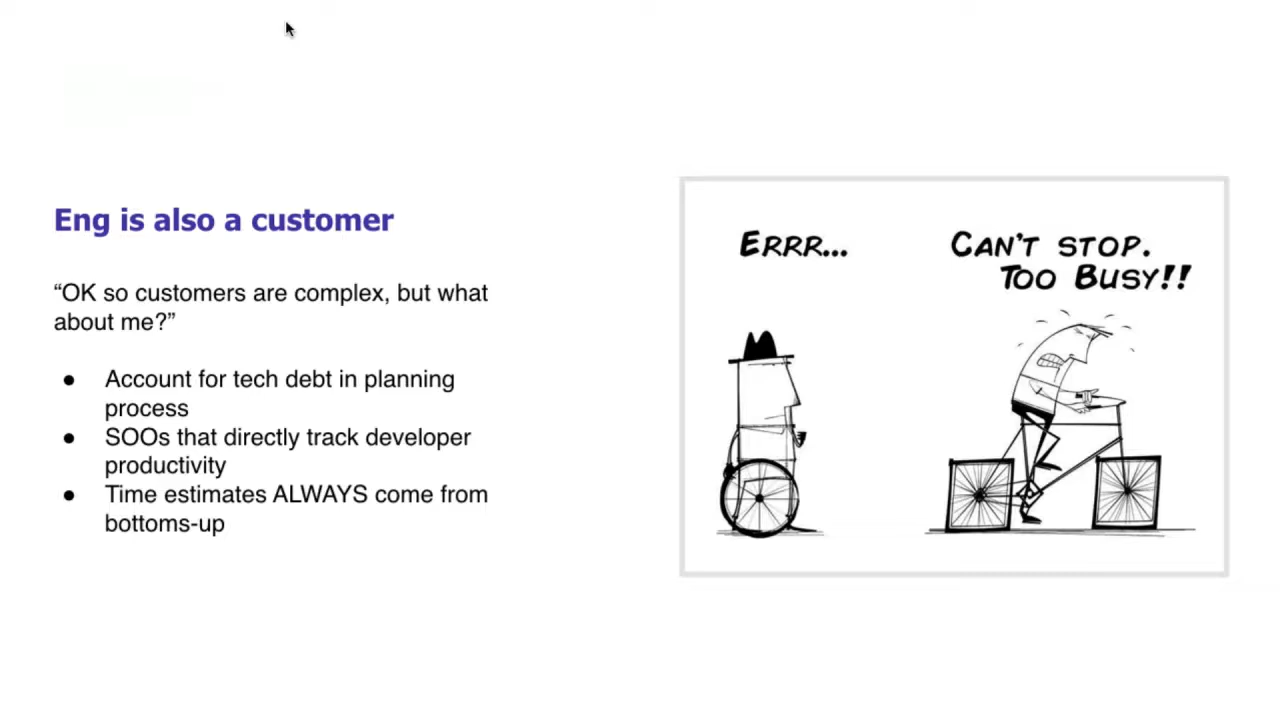 Eng is also a customer
“OK so customers are complex, but what
about me?”
● Account for tech debt in planning
process
● SOOs that directly track developer
productivity
● Time estimates ALWAYS come from
bottoms-up
ERRR...
CAN'T STOP.
TOO BUSY!!